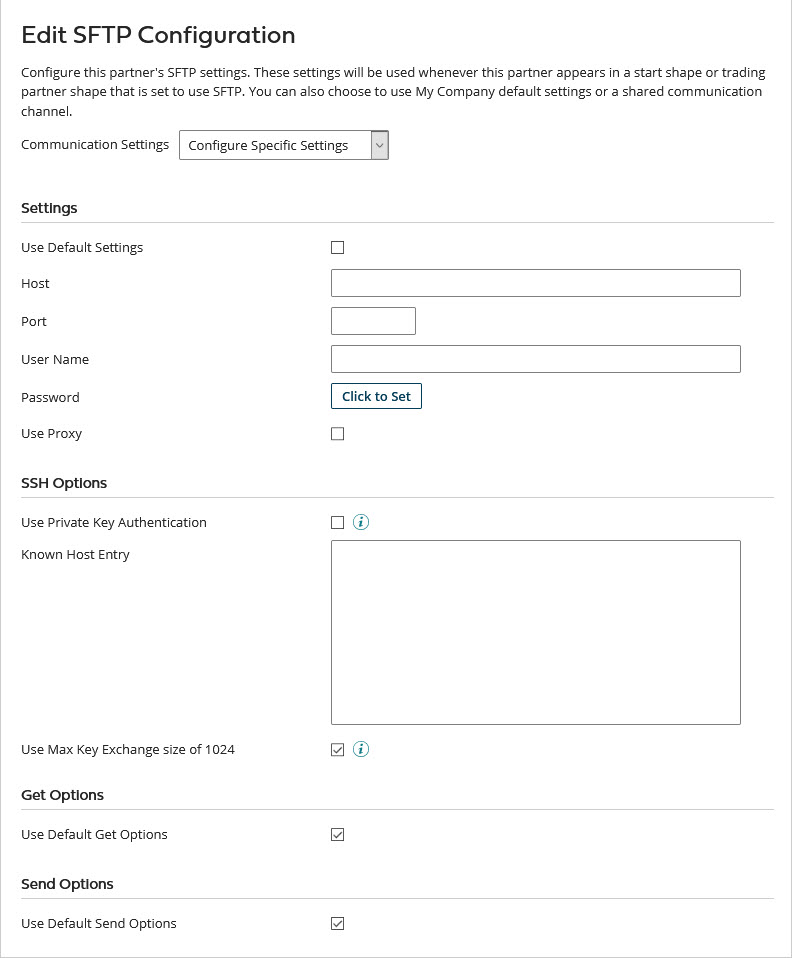 Edit SFTP Configuration
Configure this partner's SFTP settings. These settings will be used whenever this partner appears in a start shape or trading
partner shape that is set to use SFTP. You can also choose to use My Company default settings or a shared communication
channel.
Communication Settings Configure Specific Settings
Settings
Use Default Settings
Host
Port
User Name
Password Click to Set
Use Proxy
SSH Options
Use Private Key Authentication i
Known Host Entry
Use Max Key Exchange size of 1024 i
Get Options
Use Default Get Options
Send Options
Use Default Send Options